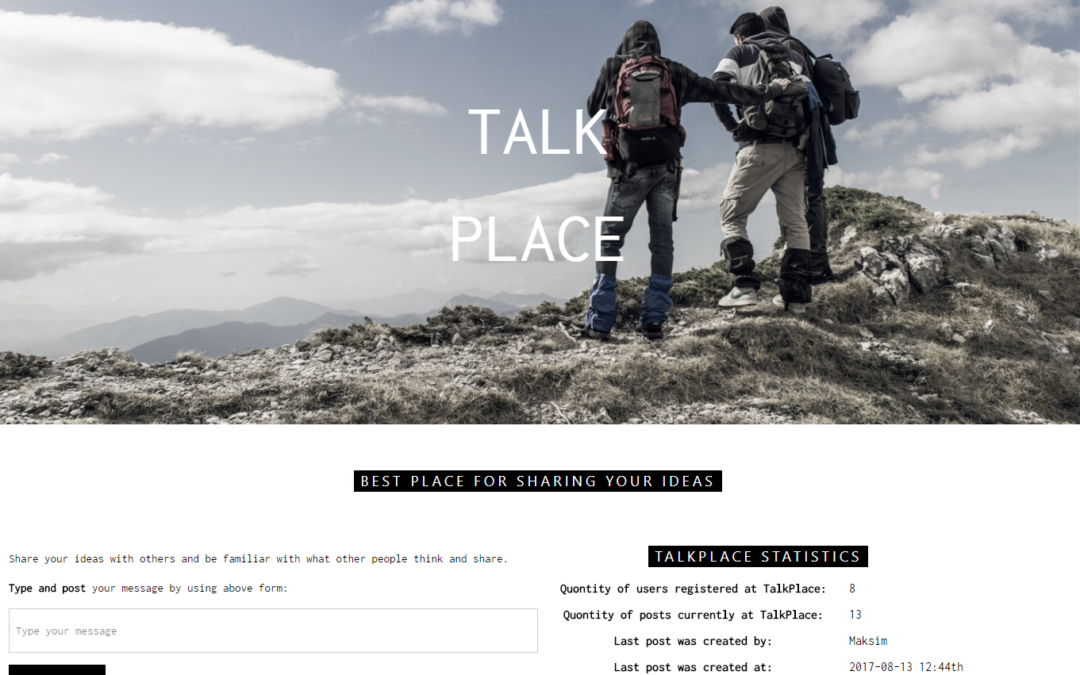 TALK
PLACE
BEST PLACE FOR SHARING YOUR IDEAS
Share your ideas with others and be familiar with what other people think and share.
Type and post your message by using above form:
Type your message
TALKPLACE STATISTICS
Quontity of users registered at TalkPlace: 8
Quontity of posts currently at TalkPlace: 13
Last post was created by: Maksim
Last post was created at: 2017-08-13 12:44th